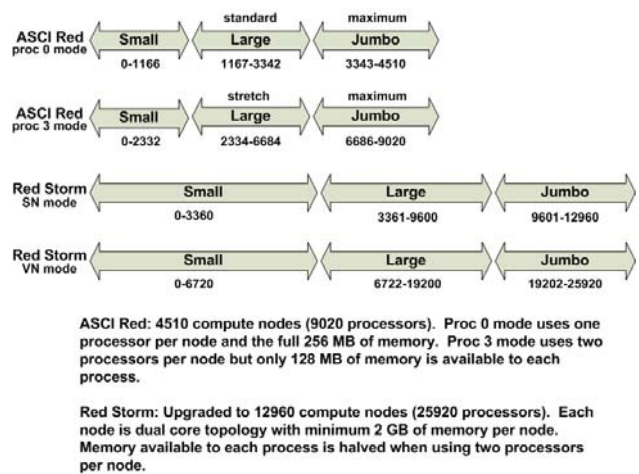 standard maximum
ASCI Red Small Large Jumbo
proc 0 mode
0-1166 1167-3342 3343-4510
stretch maximum
ASCI Red Small Large Jumbo
proc 3 mode
0-2332 2334-6684 6686-9020
Red Storm Small Large Jumbo
SN mode
0-3360 3361-9600 9601-12960
Red Storm Small Large Jumbo
VN mode
0-6720 6722-19200 19202-25920
ASCI Red: 4510 compute nodes (9020 processors). Proc 0 mode uses one
processor per node and the full 256 MB of memory. Proc 3 mode uses two
processors per node but only 128 MB of memory is available to each
process.
Red Storm: Upgraded to 12960 compute nodes (25920 processors). Each
node is dual core topology with minimum 2 GB of memory per node.
Memory available to each process is halved when using two processors
per node.